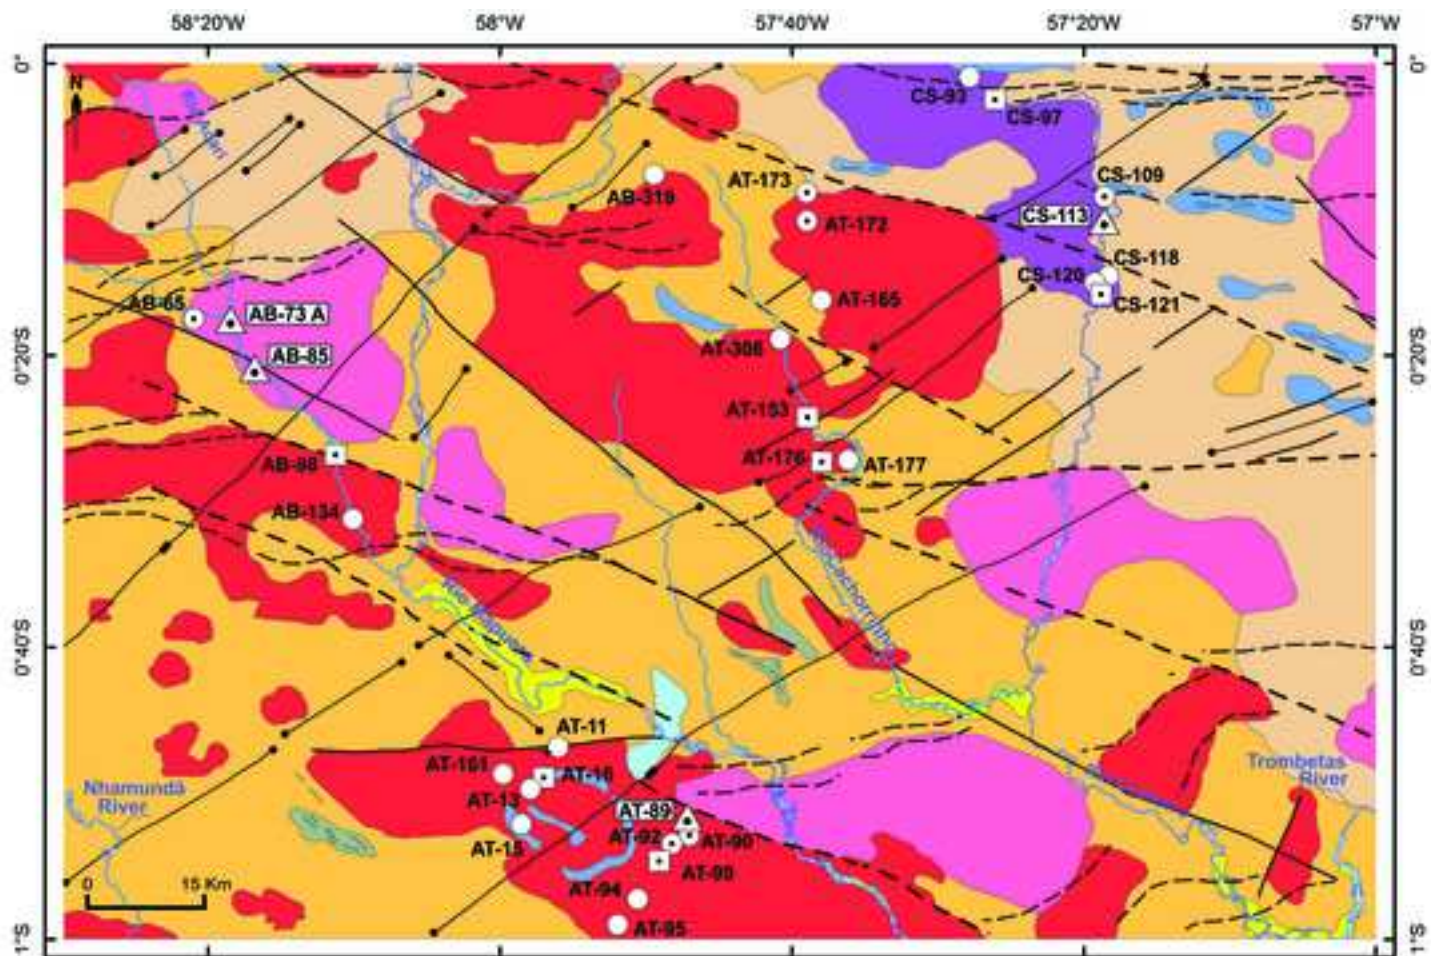 58°20'W
58°W
57°40'W
57°20'W
57°W
0°
0°
N
CS-93
CS-97
AT-173
CS-109
AB-319
CS-113
AT-172
CS-118
CS-120
AB-65
AB-73 A
AT-165
CS-121
AT-308
AB-85
0°20'S
0°20'S
AT-153
AB-98
AT-176
AT-177
AB-134
Rio Mapuera
Cachorrinho
0°40'S
0°40'S
AT-11
AT-161
AT-16
Nhamundá
River
Trombetas
River
AT-13
AT-89
AT-92
AT-90
AT-15
AT-99
AT-94
0
15 Km
AT-95
1°S
1°S